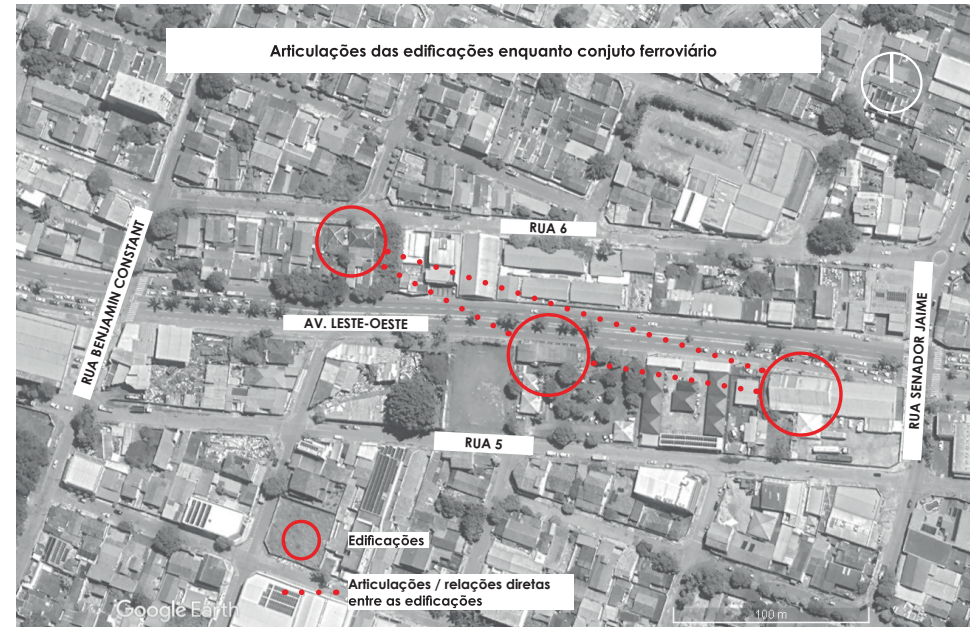 Articulações das edificações enquanto conjuto ferroviário
RUA 6
RUA BENJAMIN CONSTANT
AV. LESTE-OESTE
RUA SENADOR JAIME
RUA 5
Edificações
Articulações / relações diretas
entre as edificações
Google Earth
100 m